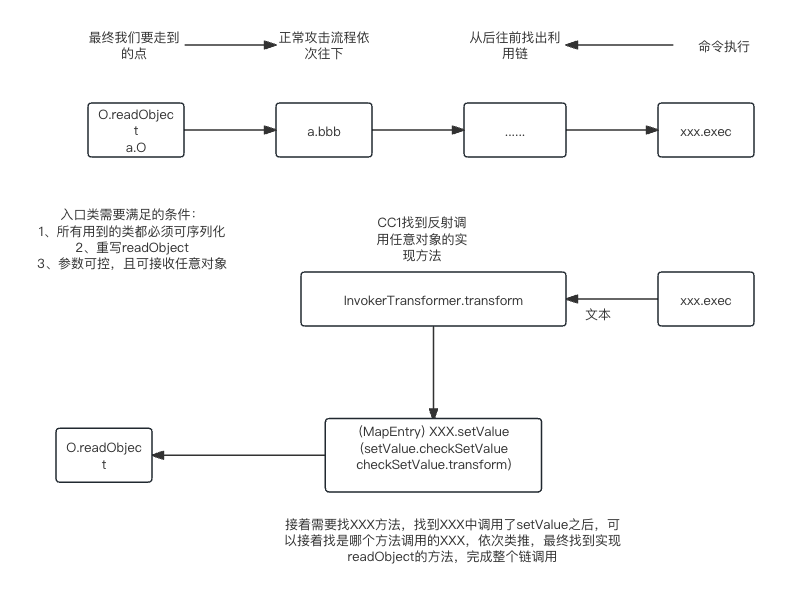 最终我们要走到
的点
正常攻击流程依
次往下
从后往前找出利
用链
命令执行
O.readObjec
t
a.O
a.bbb
......
xxx.exec
入口类需要满足的条件：
1、所有用到的类都必须可序列化
2、重写readObject
3、参数可控，且可接收任意对象
CC1找到反射调
用任意对象的实
现方法
InvokerTransformer.transform
文本
xxx.exec
O.readObjec
t
(MapEntry) XXX.setValue
(setValue.checkSetValue
checkSetValue.transform)
接着需要找XXX方法，找到XXX中调用了setValue之后，可
以接着找是哪个方法调用的XXX，依次类推，最终找到实现
readObject的方法，完成整个链调用